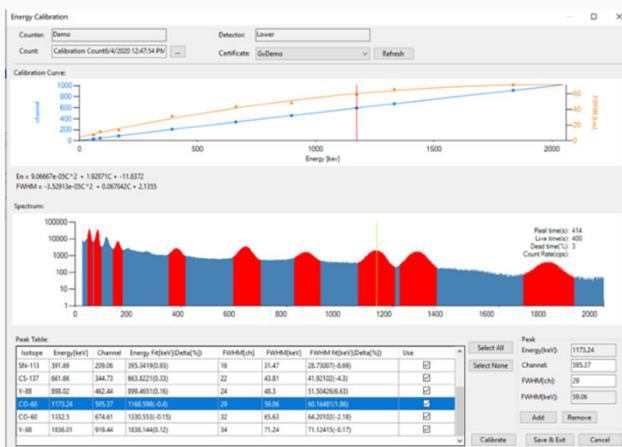 Energy Calibration
Counter: Demo Detector: Lower
Count: Calibration Count6/4/2020 12:47:54 PM ... Certificate: GvDemo Refresh
Calibration Curve:
channel
1000
800
600
400
200
0
60
40
20
0
FWHM[kev]
0 500 1000 1500 2000
Energy [kev]
En = 9.06667e-05C^2 + 1.92871C + -11.8372
FWHM = -3.52913e-05C^2 + 0.067042C + 2.1355
Spectrum:
100000
10000
1000
100
10
1
Real time(s): 414
Live time(s): 400
Dead time(%): 3
Count Rate(cps):
0 200 400 600 800 1000 1200 1400 1600 1800 2000
Peak Table:
Isotope Energy[keV] Channel Energy Fit[keV](Delta[%]) FWHM[ch] FWHM[keV] FWHM fit[keV](Delta[%]) Use
SN-113 391.69 209.06 395.3419(0.93) 16 31.47 28.73007(-8.69)
CS-137 661.66 344.73 663.8221(0.33) 22 43.81 41.92102(-4.3)
Y-88 898.02 462.44 899.4651(0.16) 24 48.3 51.50426(6.63)
CO-60 1173.24 595.37 1168.598(-0.4) 29 59.06 60.16481(1.86)
CO-60 1332.5 674.61 1330.553(-0.15) 32 65.63 64.20102(-2.18)
Y-88 1836.01 919.44 1838.144(0.12) 34 71.24 71.12415(-0.17)
Select All
Select None
Peak
Energy(keV): 1173.24
Channel: 595.37
FWHM[ch]: 29
FWHM(keV): 59.06
Add Remove
Calibrate Save & Exit Cancel